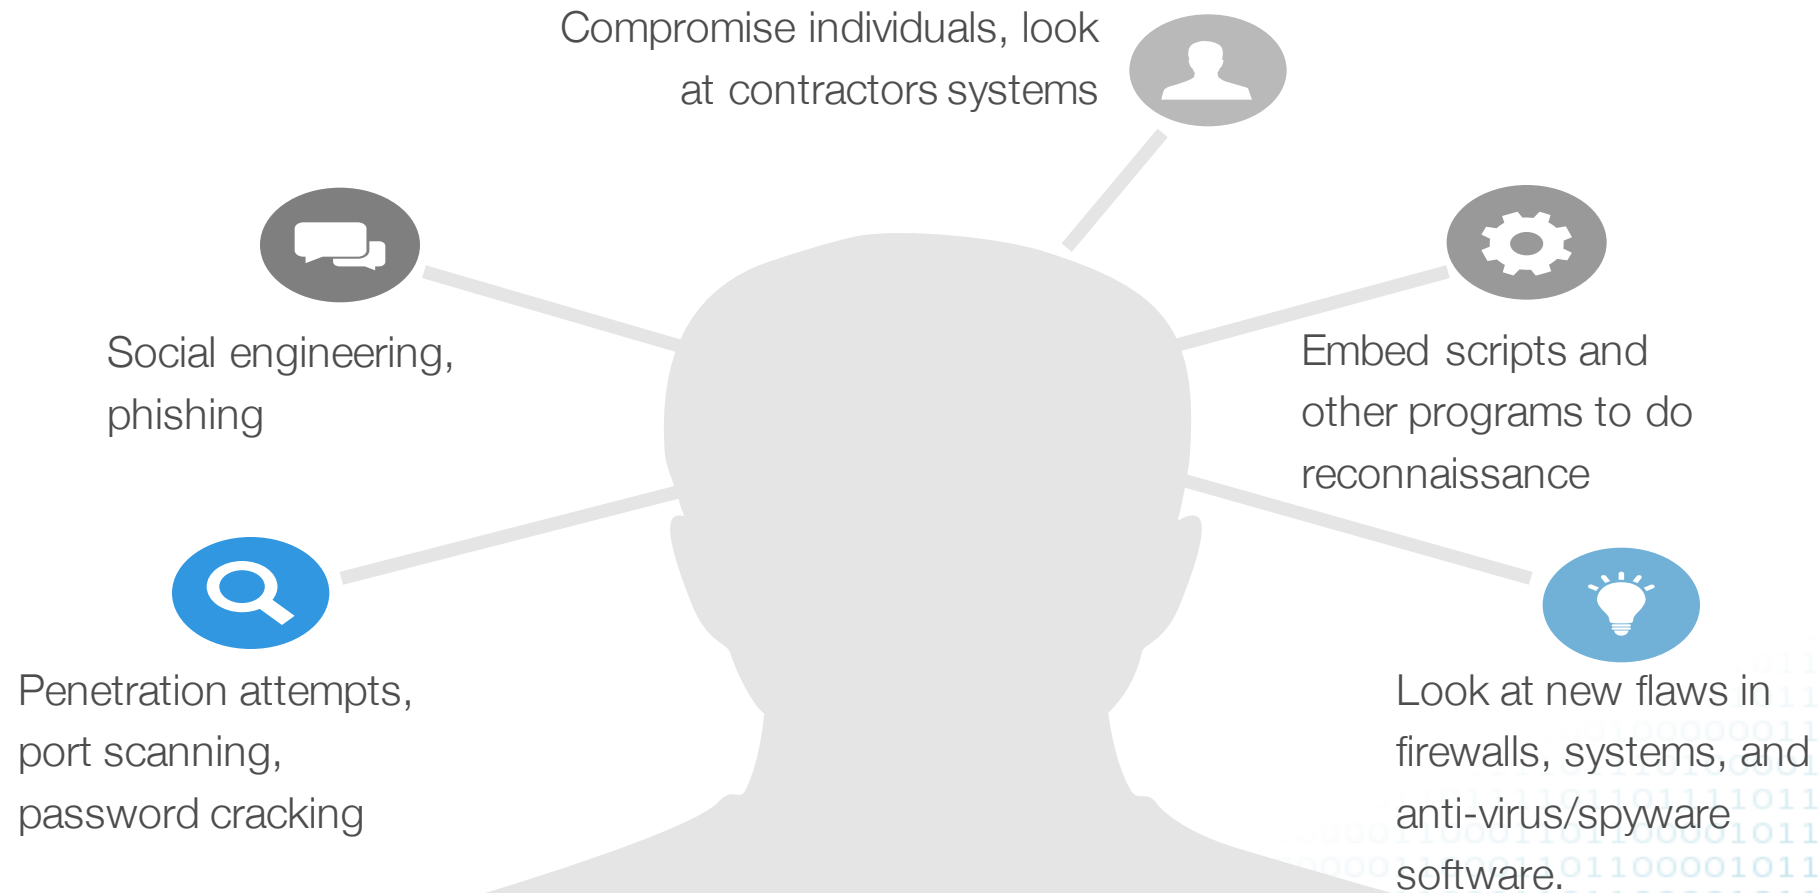 Compromise individuals, look
at contractors systems
Social engineering,
phishing
Embed scripts and
other programs to do
reconnaissance
Penetration attempts,
port scanning,
password cracking
Look at new flaws in
firewalls, systems, and
anti-virus/spyware
software.